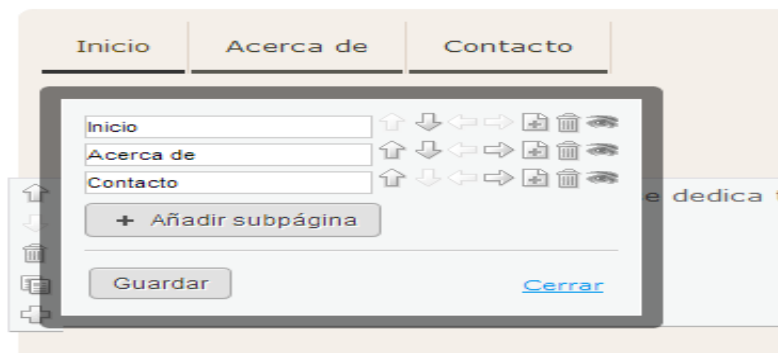 Inicio Acerca de Contacto
Inicio
Acerca de
Contacto
e dedica
+ Añadir subpágina
Guardar Cerrar